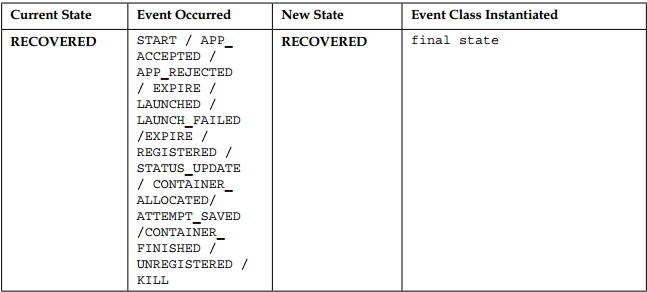 Current State Event Occurred New State Event Class Instantiated
RECOVERED START / APP_ RECOVERED final state
ACCEPTED /
APP_REJECTED
/ EXPIRE /
LAUNCHED /
LAUNCH_FAILED
/EXPIRE /
REGISTERED /
STATUS_UPDATE
/ CONTAINER_
ALLOCATED/
ATTEMPT_SAVED
/CONTAINER_
FINISHED /
UNREGISTERED /
KILL